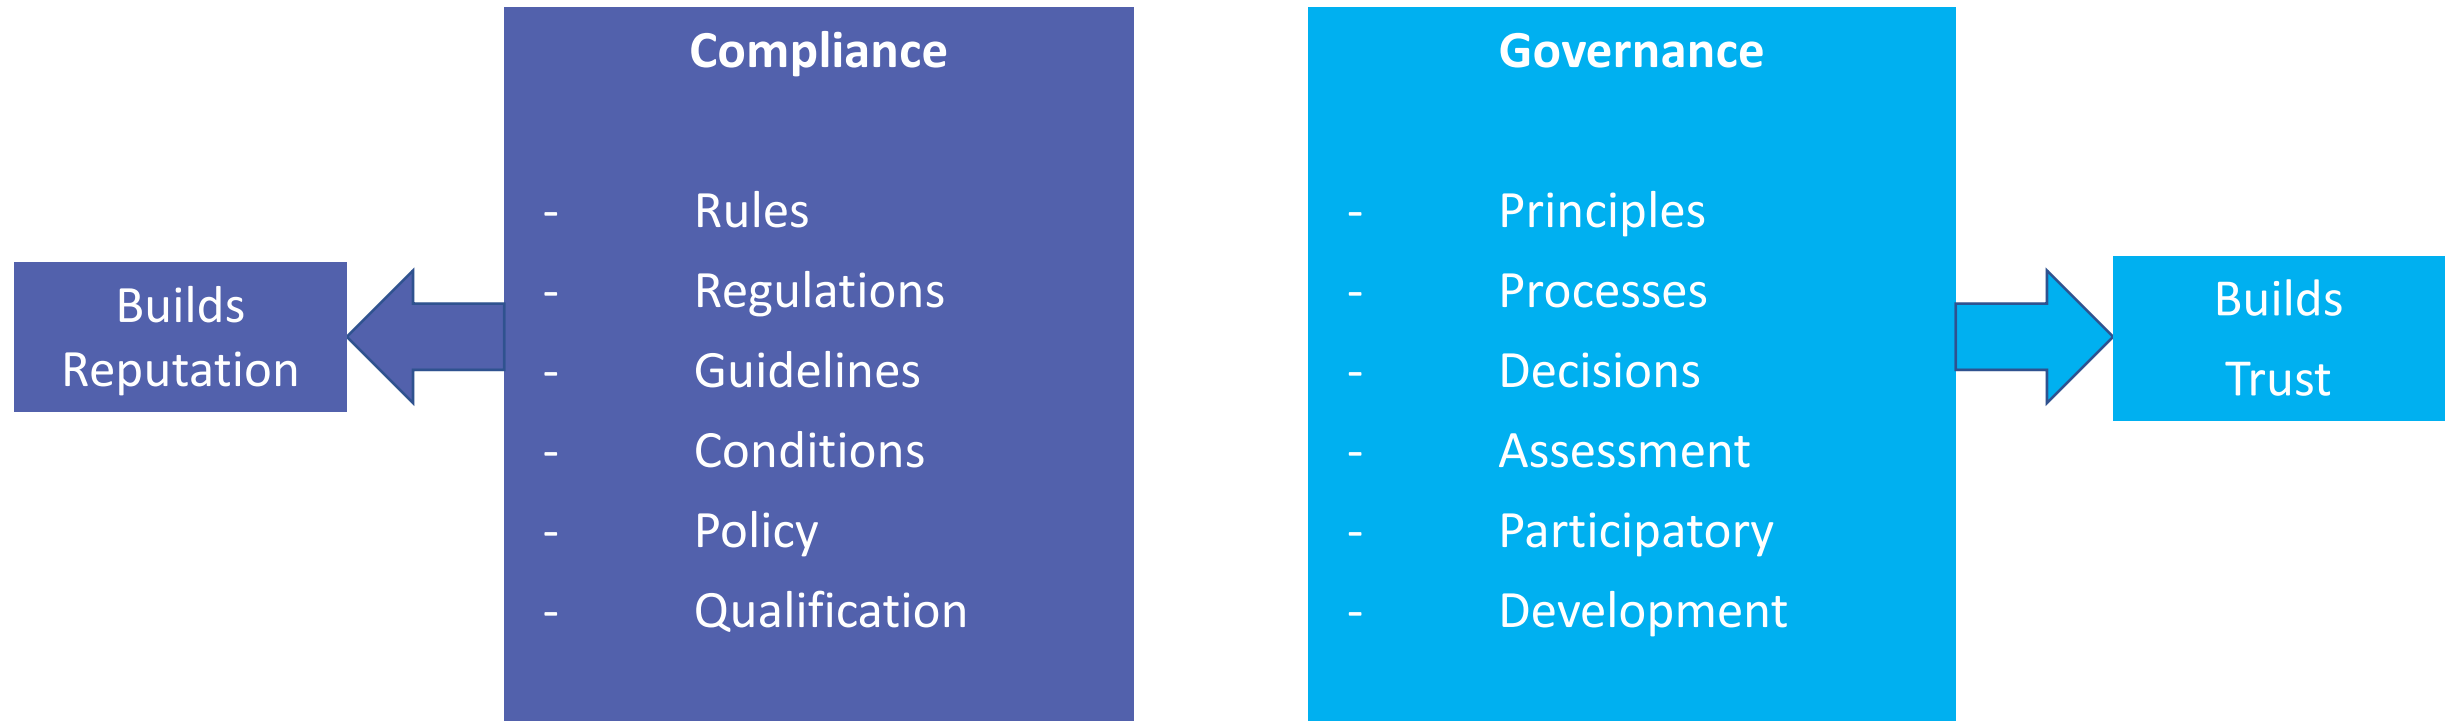 Builds
Reputation
Compliance
- Rules
- Regulations
- Guidelines
- Conditions
- Policy
- Qualification
Governance
- Principles
- Processes
- Decisions
- Assessment
- Participatory
- Development
Builds
Trust